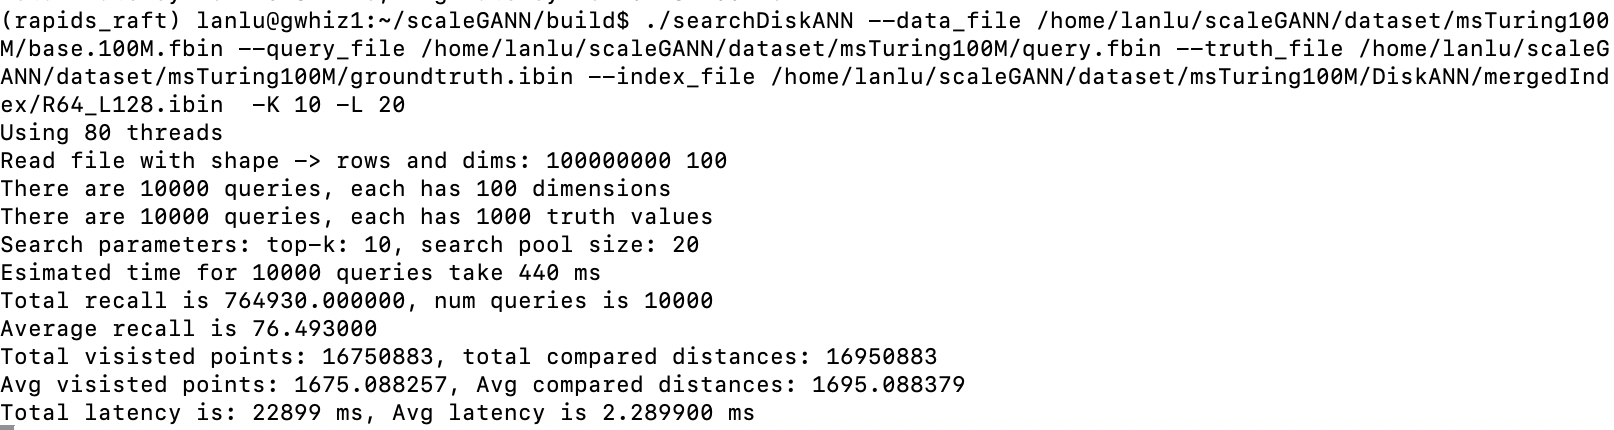 (rapids_raft) lanlu@gwhiz1:~/scaleGANN/build$ ./searchDiskANN --data_file /home/lanlu/scaleGANN/dataset/msTuring100
M/base.100M.fbin --query_file /home/lanlu/scaleGANN/dataset/msTuring100M/query.fbin --truth_file /home/lanlu/scaleG
ANN/dataset/msTuring100M/groundtruth.ibin --index_file /home/lanlu/scaleGANN/dataset/msTuring100M/DiskANN/mergedInd
ex/R64_L128.ibin  -K 10 -L 20
Using 80 threads
Read file with shape -> rows and dims: 100000000 100
There are 10000 queries, each has 100 dimensions
There are 10000 queries, each has 1000 truth values
Search parameters: top-k: 10, search pool size: 20
Esimated time for 10000 queries take 440 ms
Total recall is 764930.000000, num queries is 10000
Average recall is 76.493000
Total visisted points: 16750883, total compared distances: 16950883
Avg visisted points: 1675.088257, Avg compared distances: 1695.088379
Total latency is: 22899 ms, Avg latency is 2.289900 ms